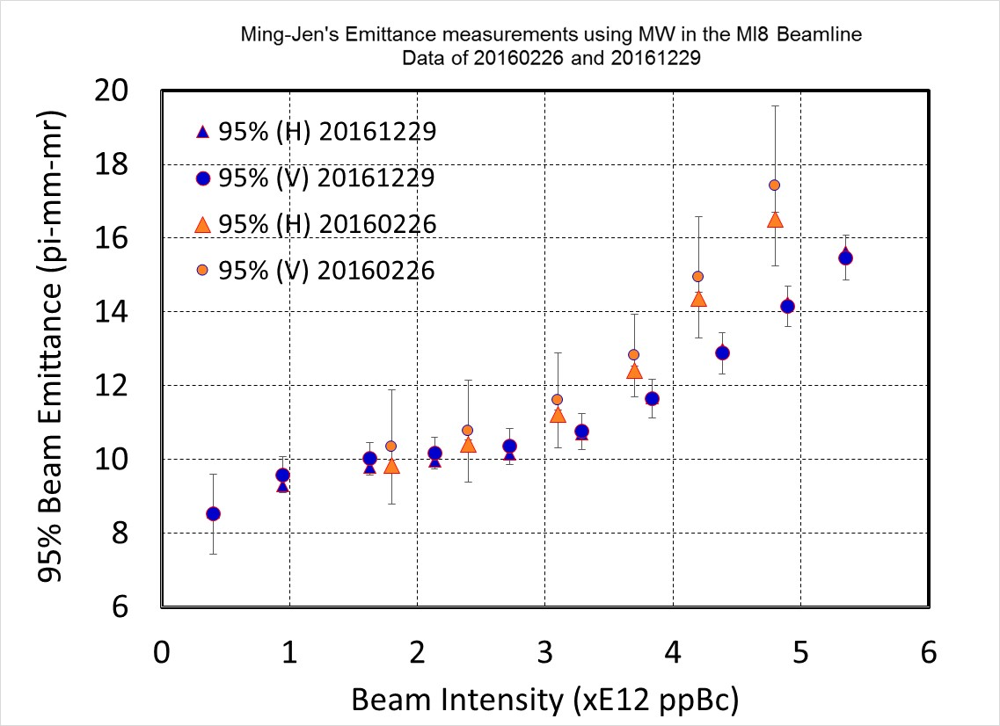 Ming-Jen's Emittance measurements using MW in the MI8 Beamline
Data of 20160226 and 20161229
95% Beam Emittance (pi-mm-mr)
20
18
16
14
12
10
8
6
95% (H) 20161229
95% (V) 20161229
95% (H) 20160226
95% (V) 20160226
0 1 2 3 4 5 6
Beam Intensity (xE12 ppBc)